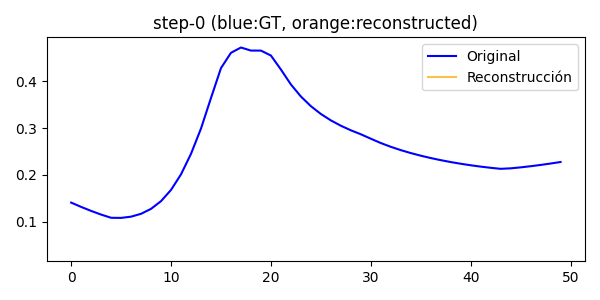 step-0 (blue:GT, orange:reconstructed)
Original
Reconstrucción
0.4
0.3
0.2
0.1
0 10 20 30 40 50